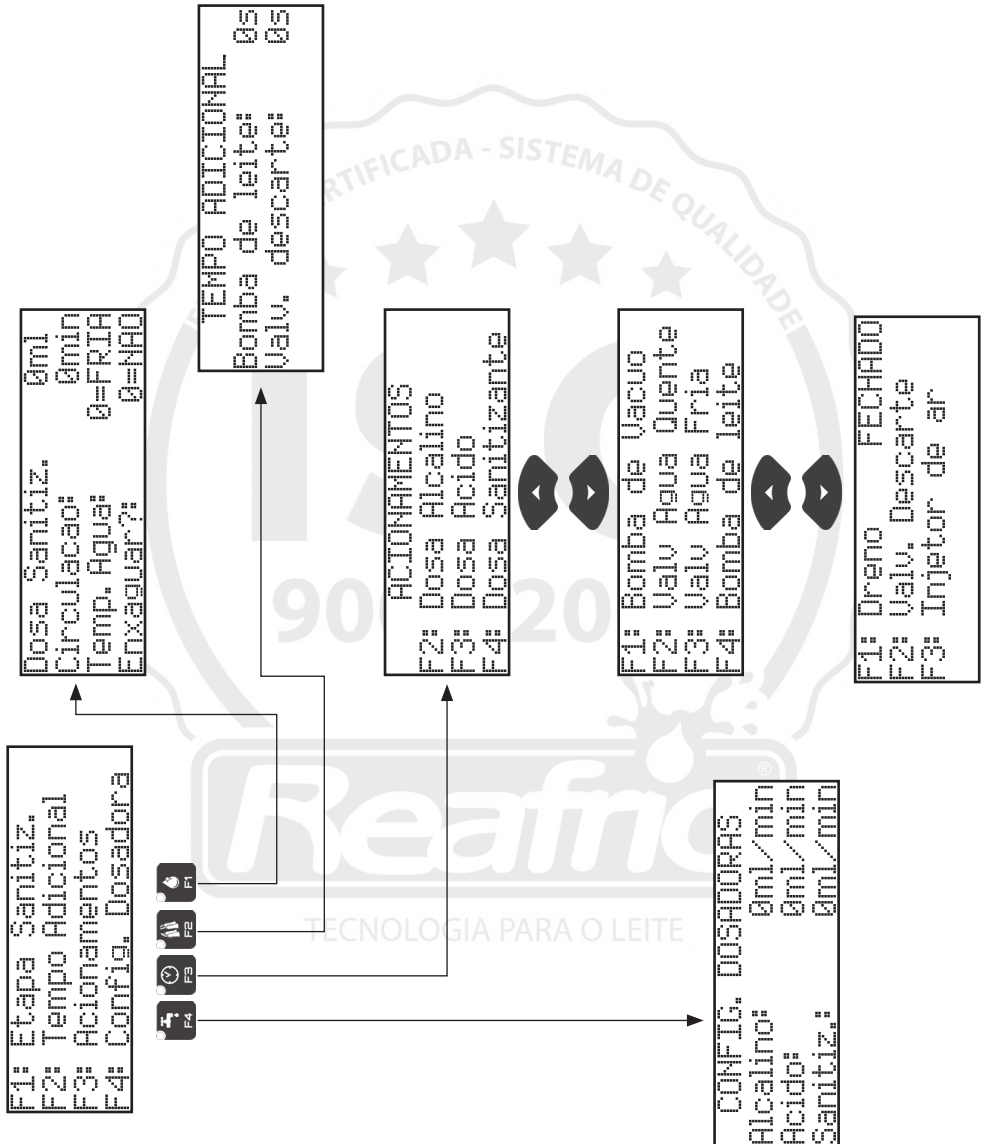 F1: Etapa Sanitiz.
F2: Tempo Adicional
F3: Acionamentos
F4: Config. Dosadora
F1
F2
F3
F4
Dosa Sanitiz. 0ml
Circulacao: 0min
Temp. Agua: 0=FRIA
Enxaguar?: 0=NAO
TEMPO ADICIONAL
Bomba de leite: 0s
Valv. descarte: 0s
ACIONAMENTOS
F2: Dosa Alcalino
F3: Dosa Acido
F4: Dosa Sanitizante
F1: Bomba de Vacuo
F2: Valv Agua Quente
F3: Valv Agua Fria
F4: Bomba de leite
F1: Dreno FECHADO
F2: Valv. Descarte
F3: Injetor de ar
CONFIG. DOSADORAS
Alcalino: 0ml/min
Acido: 0ml/min
Sanitiz.: 0ml/min
SISTEMA DE QUALIDADE
Reafrio®
TECNOLOGIA PARA O LEITE